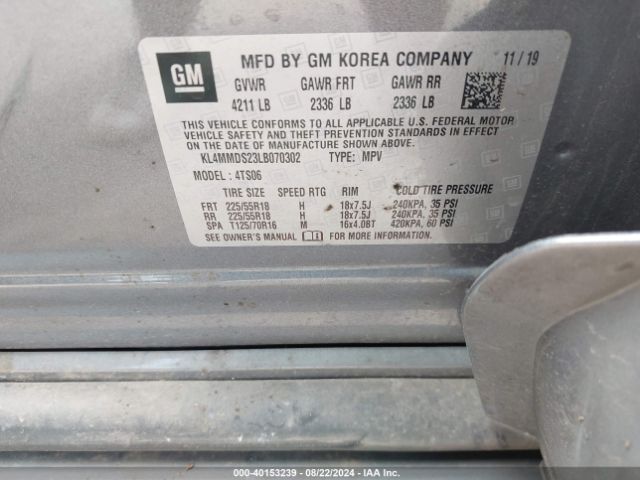 GM
MFD BY GM KOREA COMPANY 11/19
GVWR GAWR FRT GAWR RR
4211 LB 2336 LB 2336 LB
THIS VEHICLE CONFORMS TO ALL APPLICABLE U.S. FEDERAL MOTOR
VEHICLE SAFETY AND THEFT PREVENTION STANDARDS IN EFFECT
ON THE DATE OF MANUFACTURE SHOWN ABOVE.
KL4MMDS23LB070302 TYPE: MPV
MODEL: 4TS06
TIRE SIZE SPEED RTG RIM COLD TIRE PRESSURE
FRT 225/55R18 H 18x7.5J 240KPA, 35 PSI
RR 225/55R18 H 18x7.5J 240KPA, 35 PSI
SPA T125/70R16 M 16x4.0BT 420KPA, 60 PSI
SEE OWNER'S MANUAL FOR MORE INFORMATION.
000-40153239 - 08/22/2024 - IAA Inc.